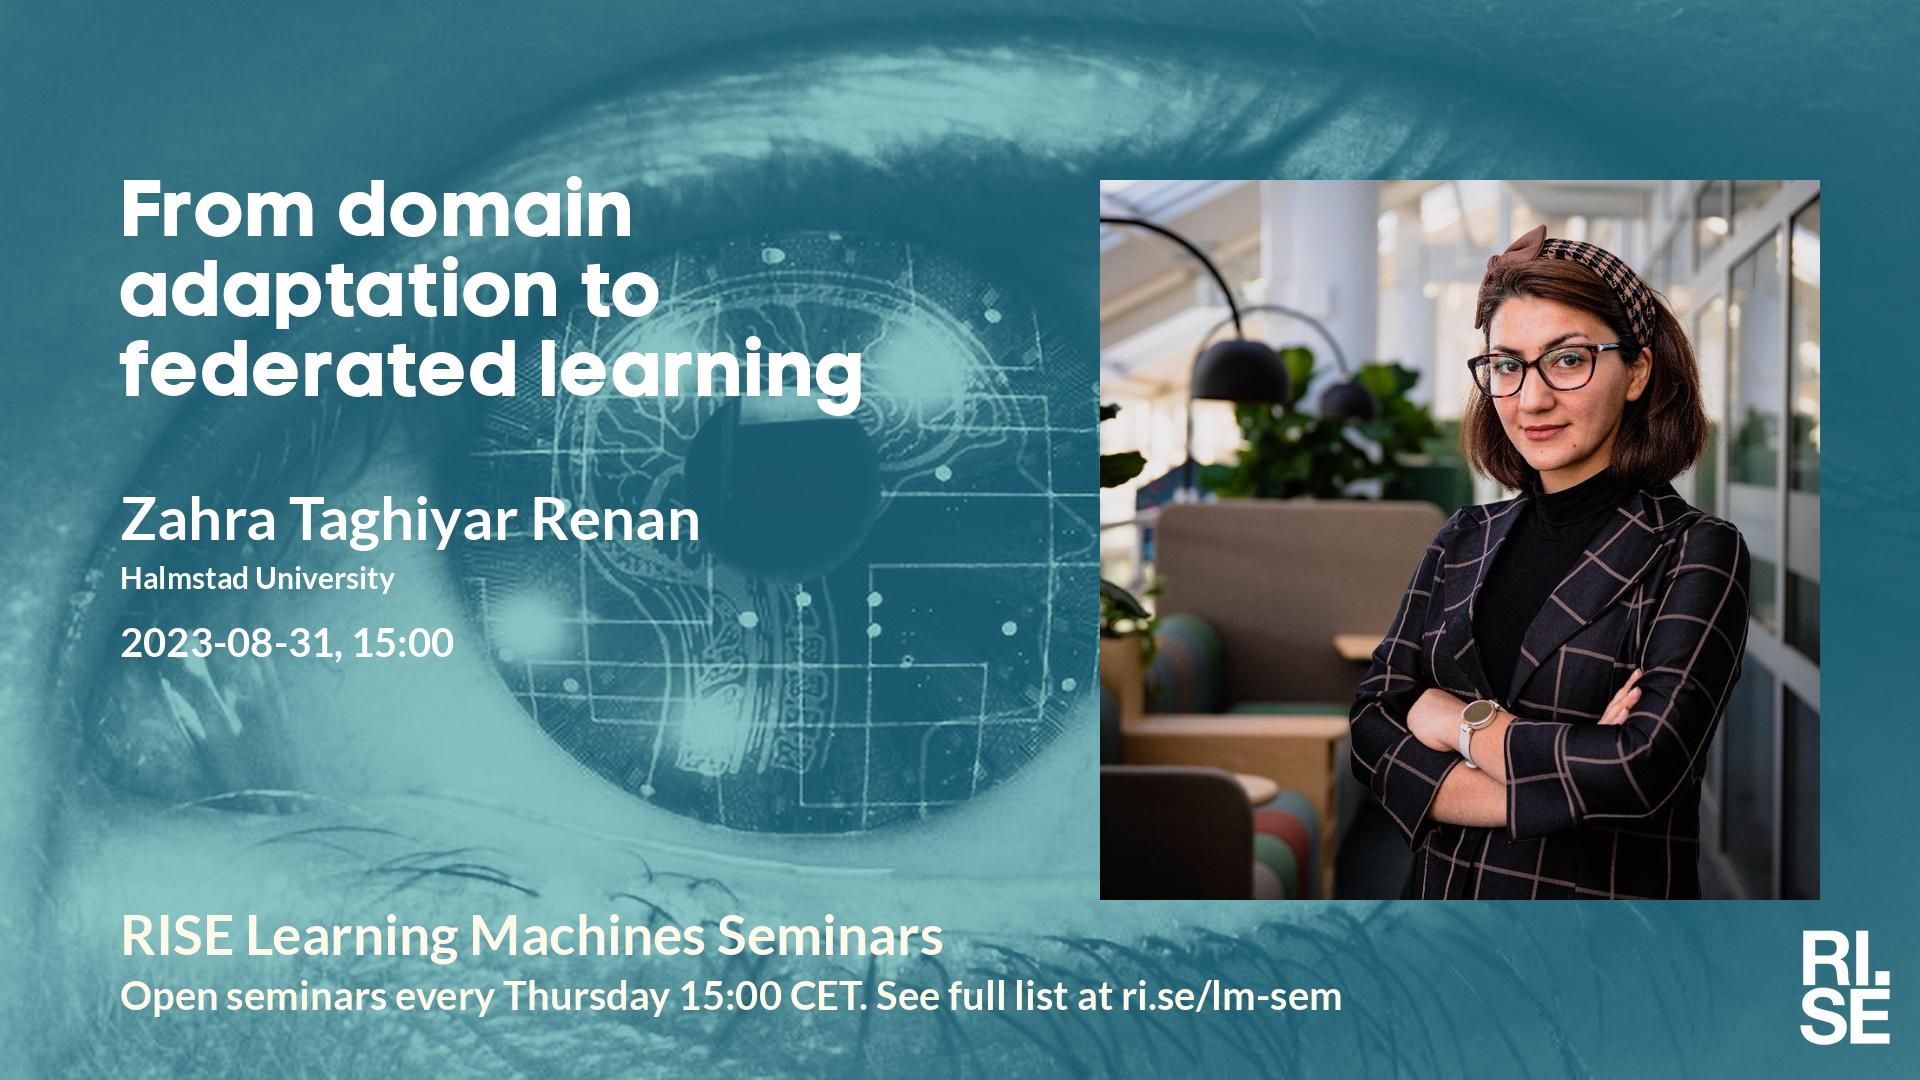 From domain
adaptation to
federated learning
Zahra Taghiyar Renan
Halmstad University
2023-08-31, 15:00
RISE Learning Machines Seminars
Open seminars every Thursday 15:00 CET. See full list at ri.se/lm-sem
RI.
SE